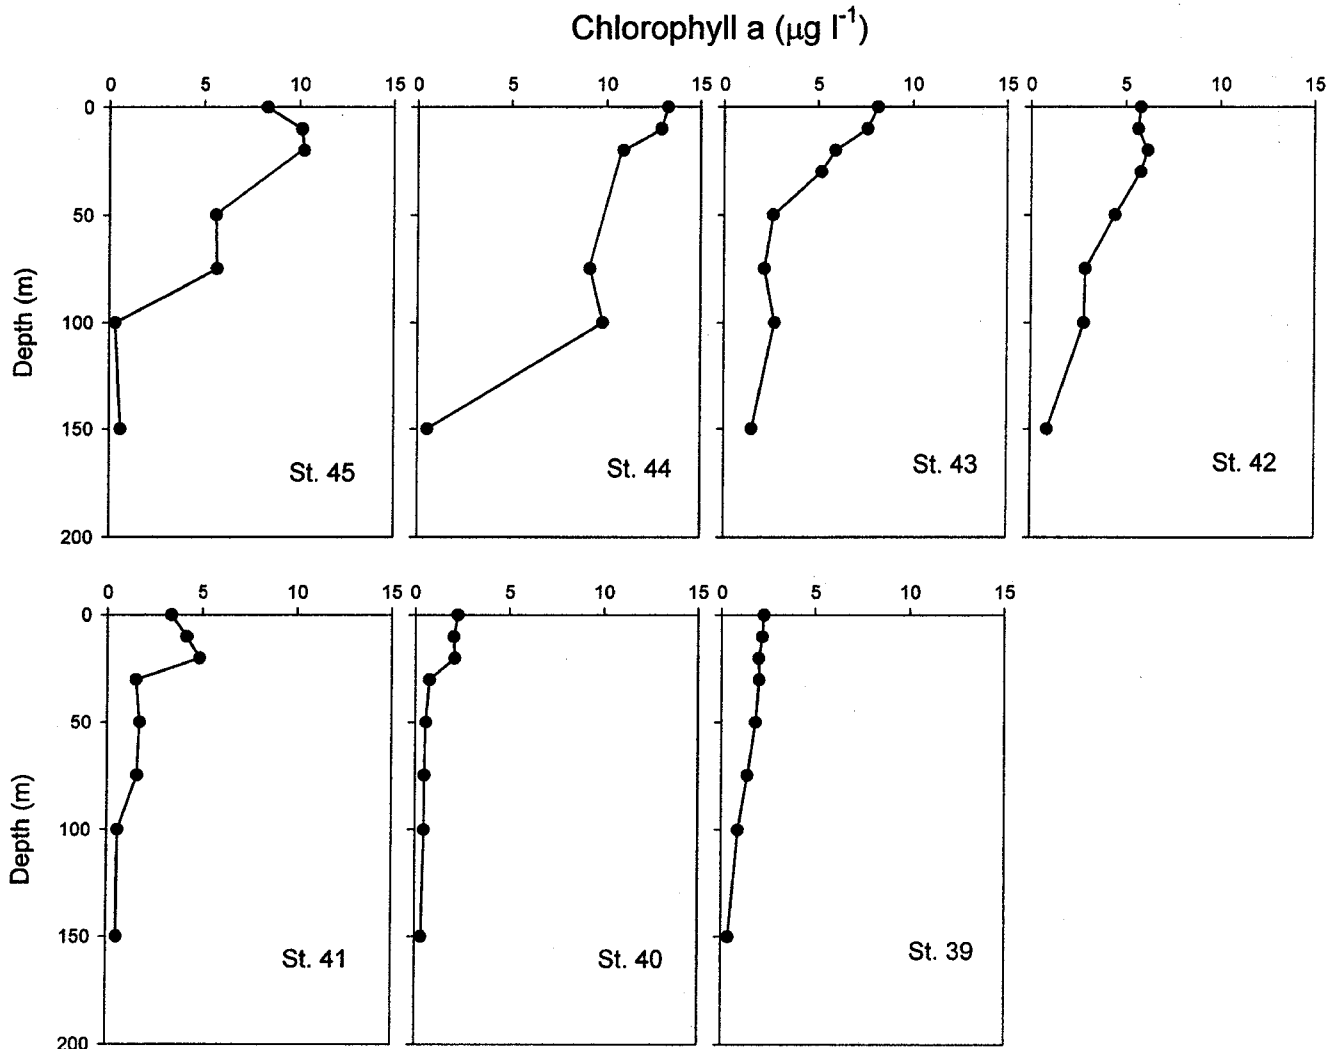 Chlorophyll a (µg l⁻¹)
0 5 10 15 0 5 10 15 0 5 10 15 0 5 10 15
0
50
100
150
200
Depth (m)
St. 45
St. 44
St. 43
St. 42
0 5 10 15 0 5 10 15 0 5 10 15
0
50
100
150
200
Depth (m)
St. 41
St. 40
St. 39